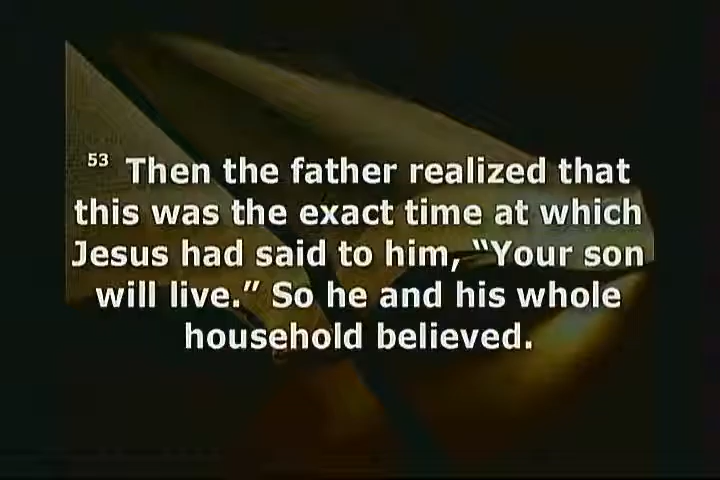 53 Then the father realized that
this was the exact time at which
Jesus had said to him, “Your son
will live.” So he and his whole
household believed.